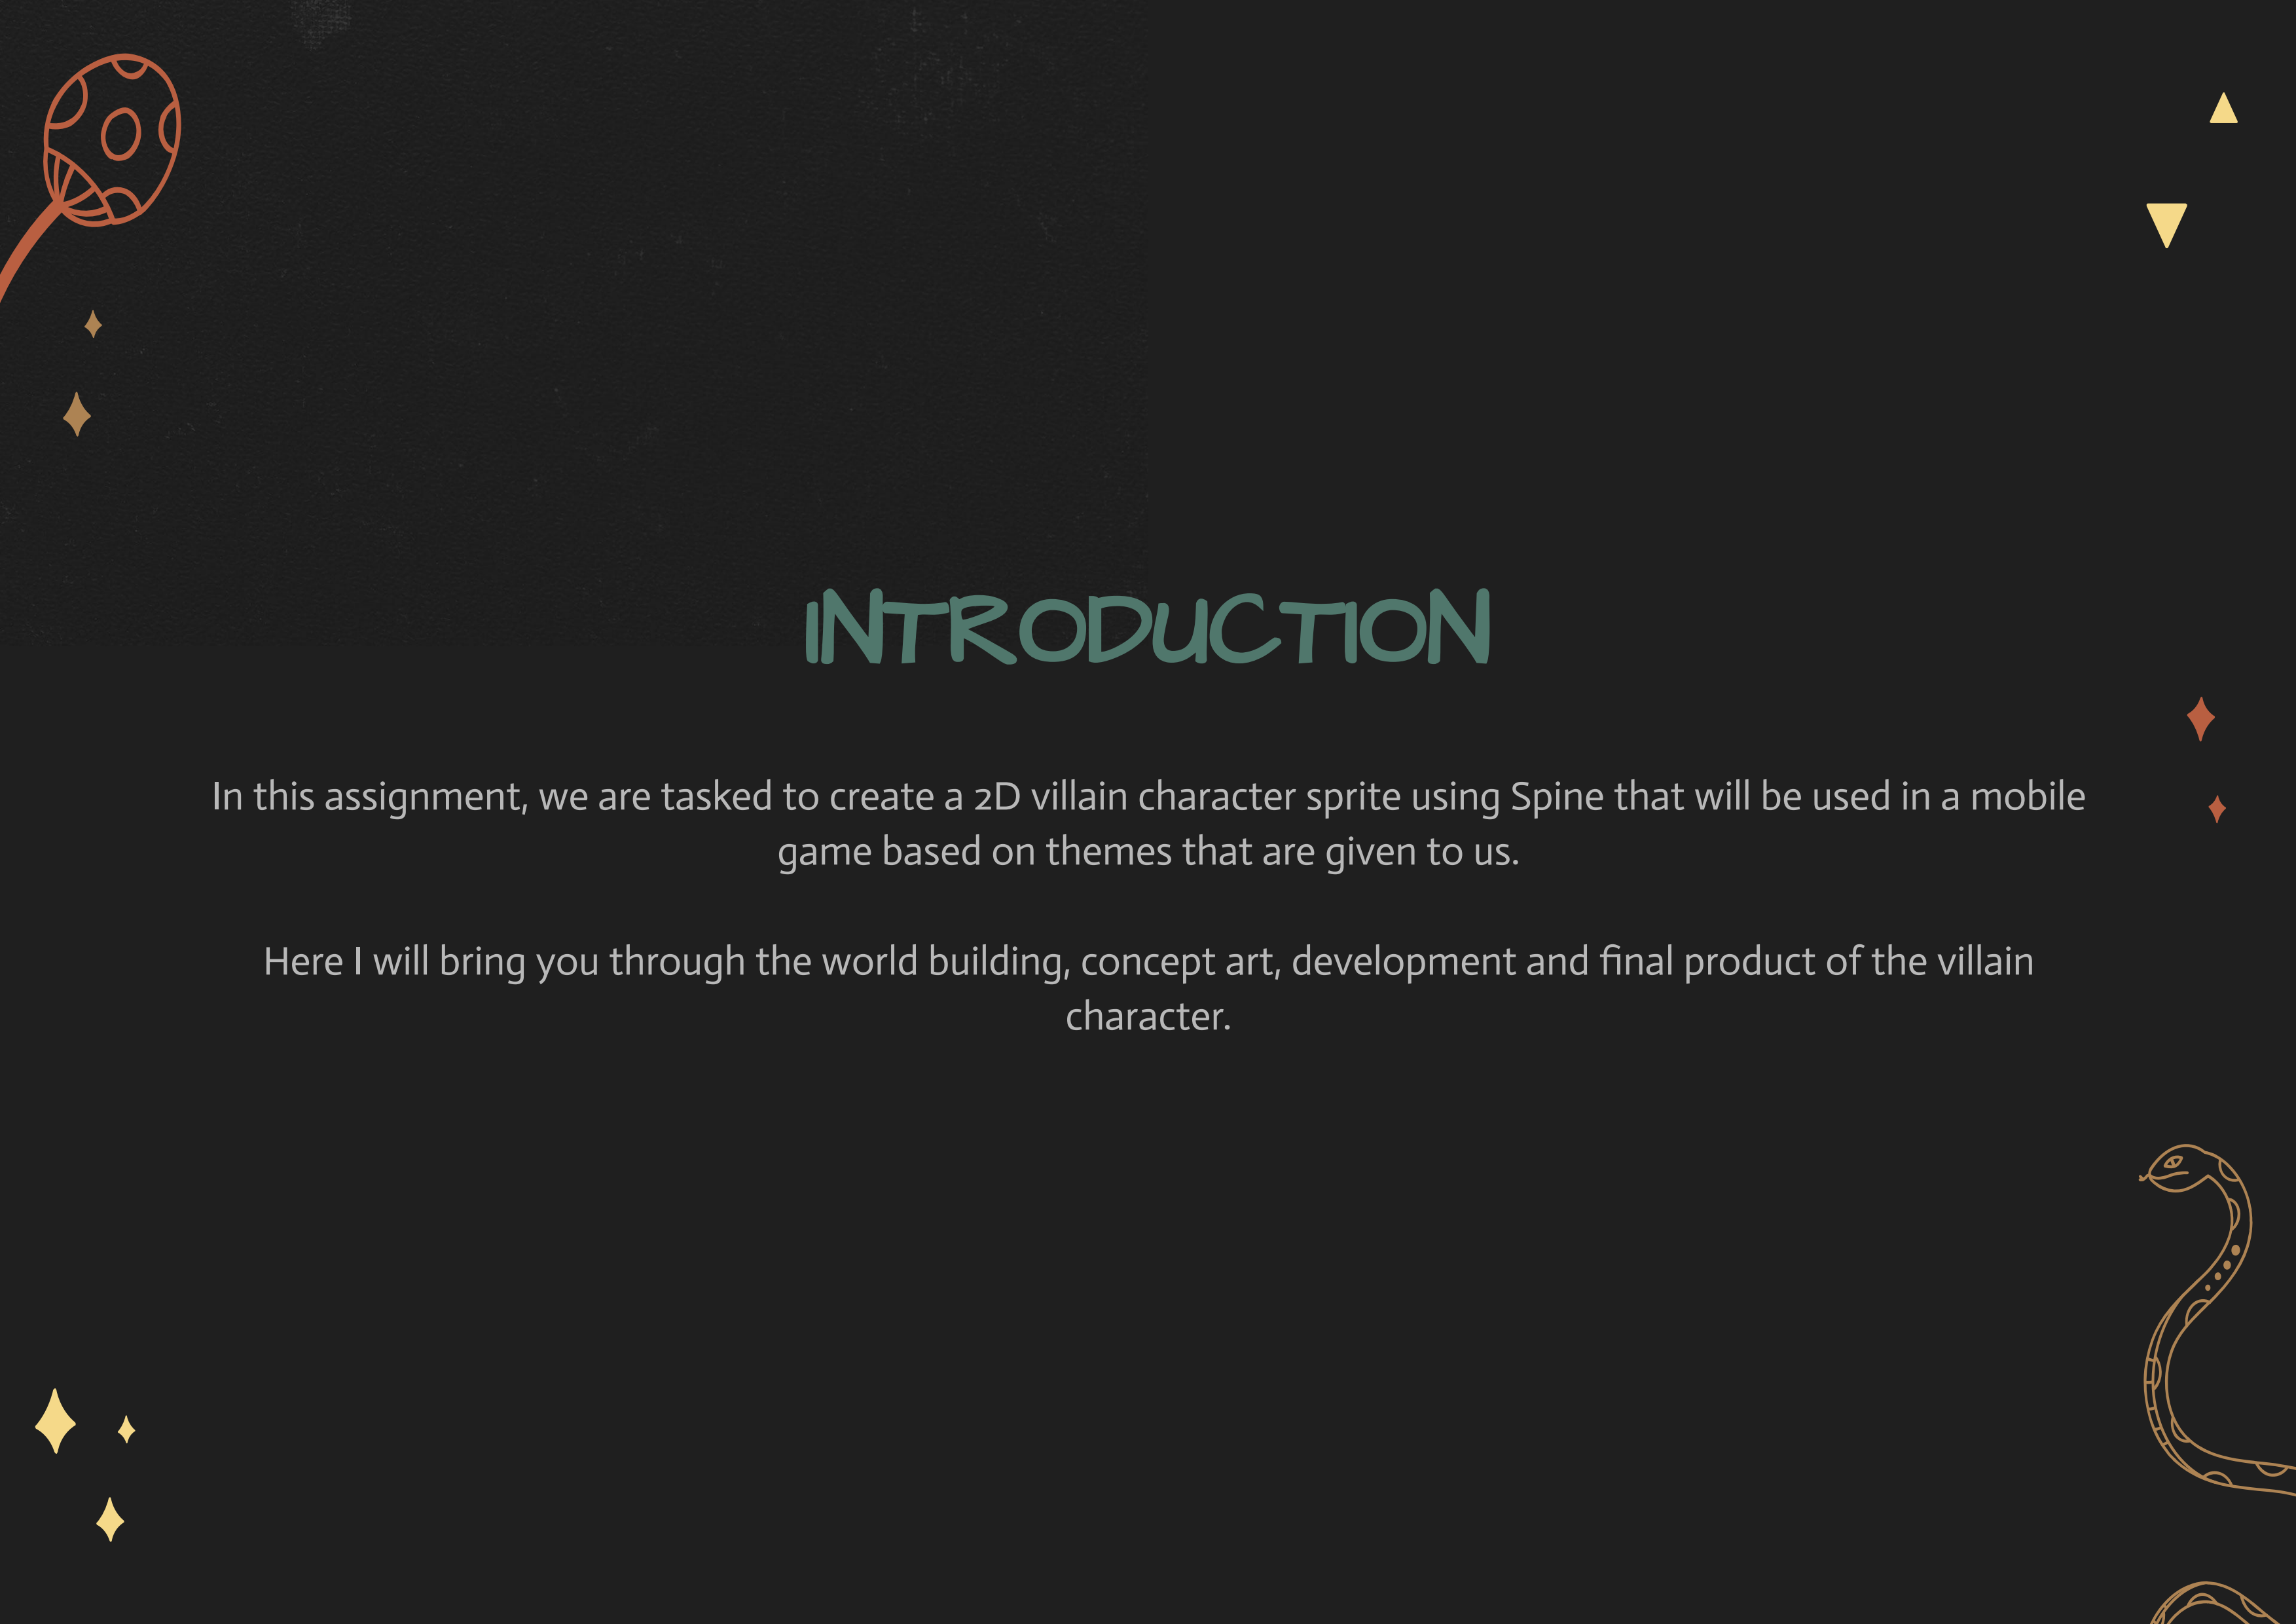 INTRODUCTION
In this assignment, we are tasked to create a 2D villain character sprite using Spine that will be used in a mobile
game based on themes that are given to us.
Here I will bring you through the world building, concept art, development and final product of the villain
character.